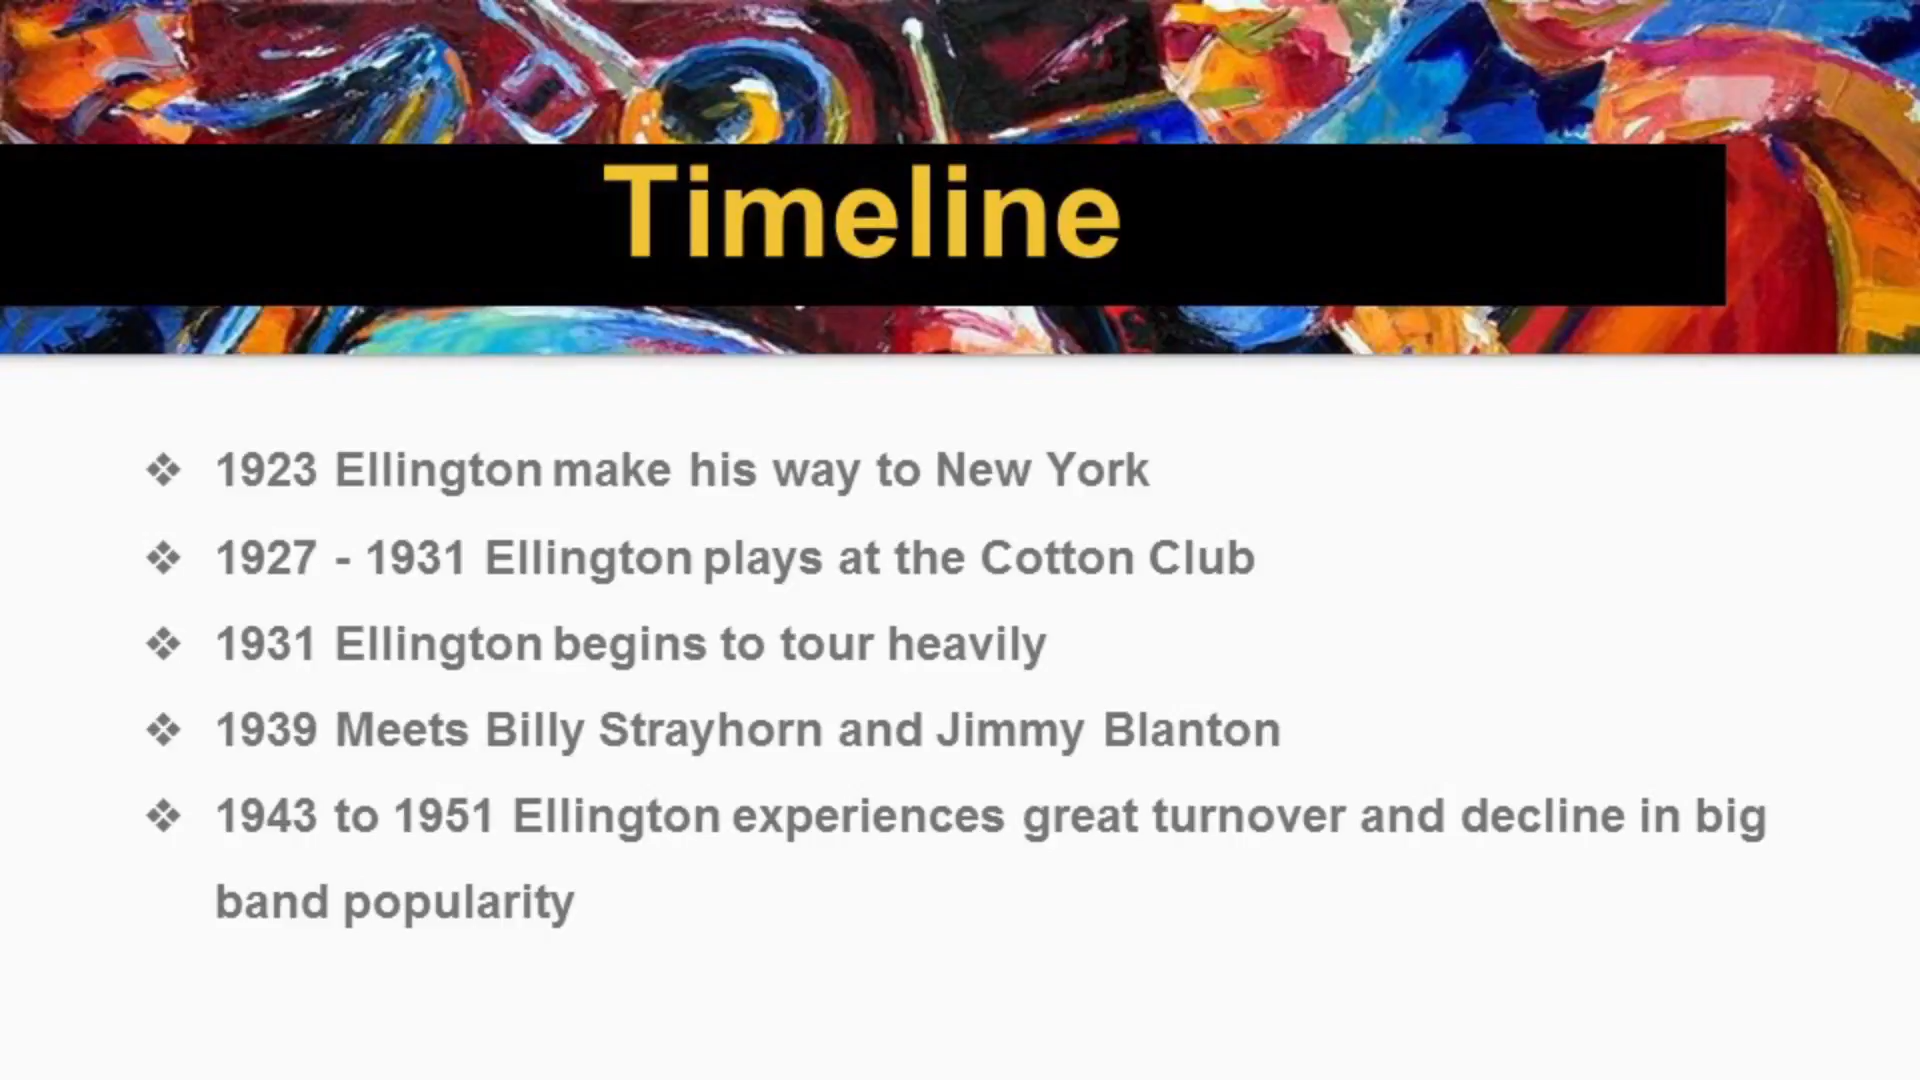 Timeline
❖ 1923 Ellington make his way to New York
❖ 1927 - 1931 Ellington plays at the Cotton Club
❖ 1931 Ellington begins to tour heavily
❖ 1939 Meets Billy Strayhorn and Jimmy Blanton
❖ 1943 to 1951 Ellington experiences great turnover and decline in big
band popularity